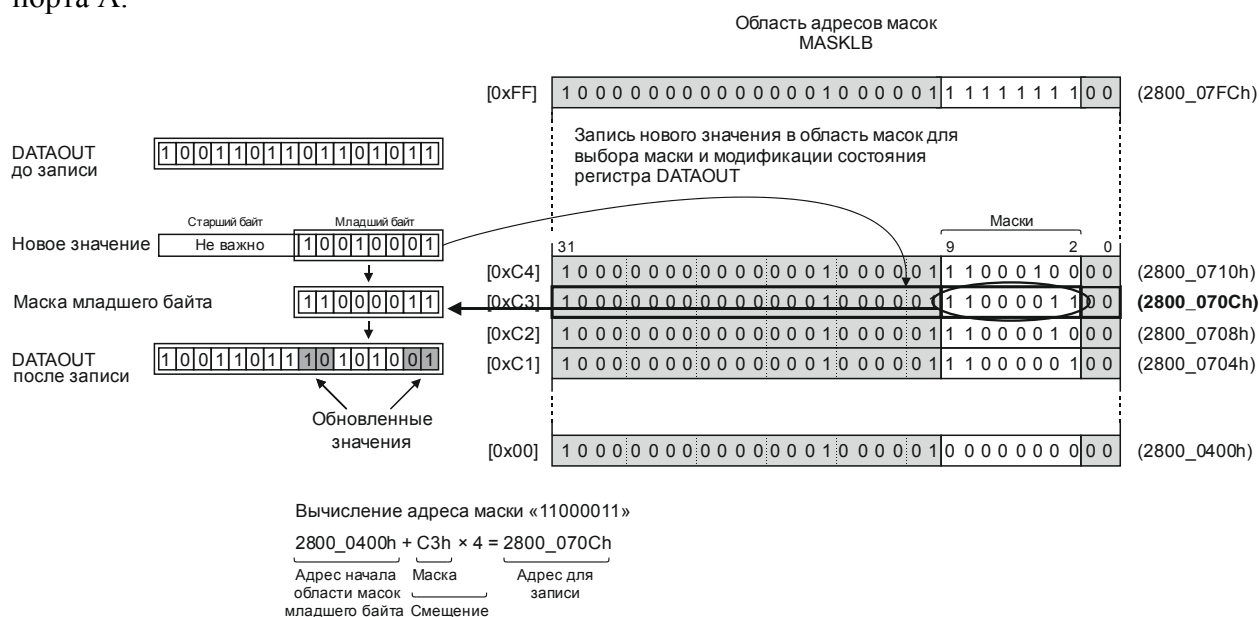 порта А.
Область адресов масок
MASKLB
[0xFF] 1 0 0 0 0 0 0 0 0 0 0 0 0 0 0 1 0 0 0 0 0 1 1 1 1 1 1 1 1 1 0 0 (2800_07FCh)
Запись нового значения в область масок для
выбора маски и модификации состояния
регистра DATAOUT
DATAOUT 1 0 0 1 1 0 1 1 0 1 1 0 1 0 1 1
до записи
Старший байт Младший байт Маски
Новое значение Не важно 1 0 0 1 0 0 0 1
31 9 2 0
[0xC4] 1 0 0 0 0 0 0 0 0 0 0 0 0 0 0 1 0 0 0 0 0 1 1 1 0 0 0 1 0 0 0 0 (2800_0710h)
Маска младшего байта 1 1 0 0 0 0 1 1 [0xC3] 1 0 0 0 0 0 0 0 0 0 0 0 0 0 0 1 0 0 0 0 0 1 1 1 0 0 0 0 1 1 0 0 (2800_070Ch)
[0xC2] 1 0 0 0 0 0 0 0 0 0 0 0 0 0 0 1 0 0 0 0 0 1 1 1 0 0 0 0 1 0 0 0 (2800_0708h)
DATAOUT 1 0 0 1 1 0 1 1 1 0 1 0 1 0 0 1 [0xC1] 1 0 0 0 0 0 0 0 0 0 0 0 0 0 0 1 0 0 0 0 0 1 1 1 0 0 0 0 0 1 0 0 (2800_0704h)
после записи
Обновленные
значения
[0x00] 1 0 0 0 0 0 0 0 0 0 0 0 0 0 0 1 0 0 0 0 0 1 0 0 0 0 0 0 0 0 0 0 (2800_0400h)
Вычисление адреса маски «11000011»
2800_0400h + C3h × 4 = 2800_070Ch
Адрес начала Маска Адрес для
области масок записи
младшего байта Смещение